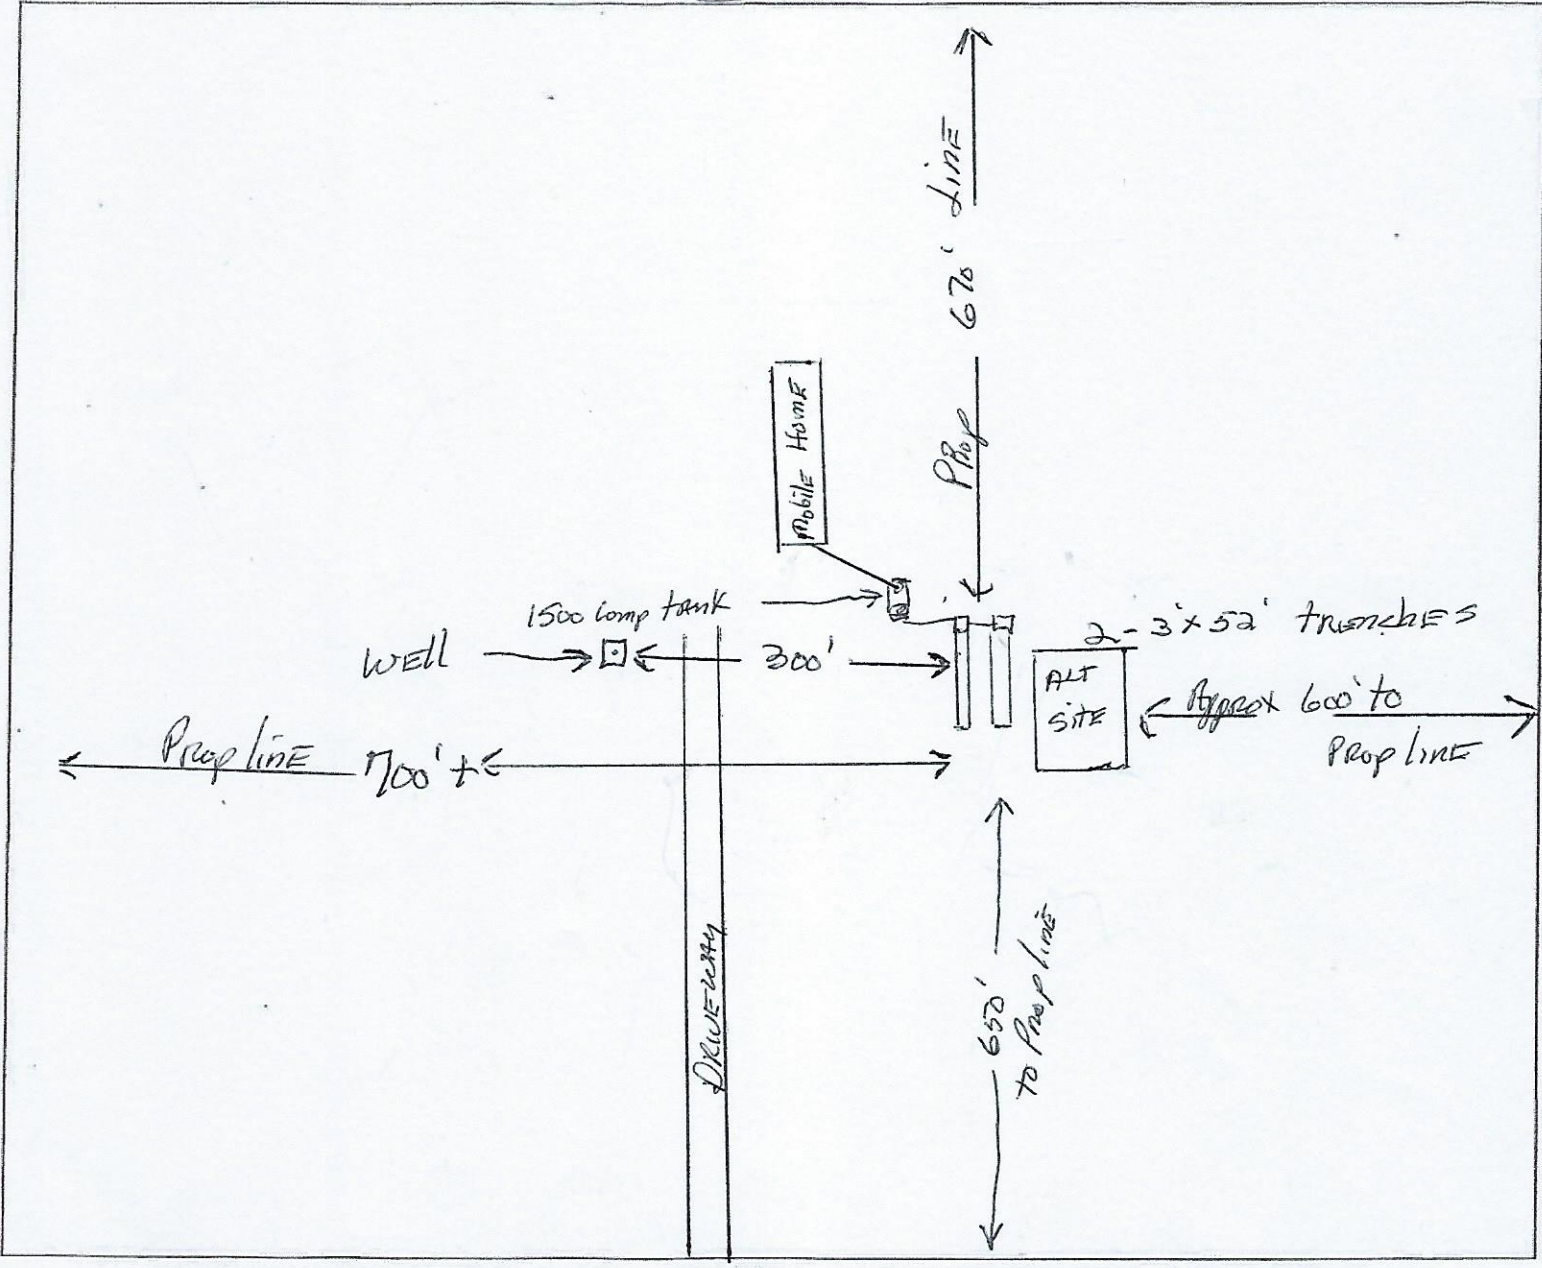 Prop 670' Line
Mobile Home
1500 Comp tank
2-3'x52' trenches
Well
300'
ALT
Site
Approx 600' to
Prop line
Prop line 700'+
Driveway
650'
to Prop line